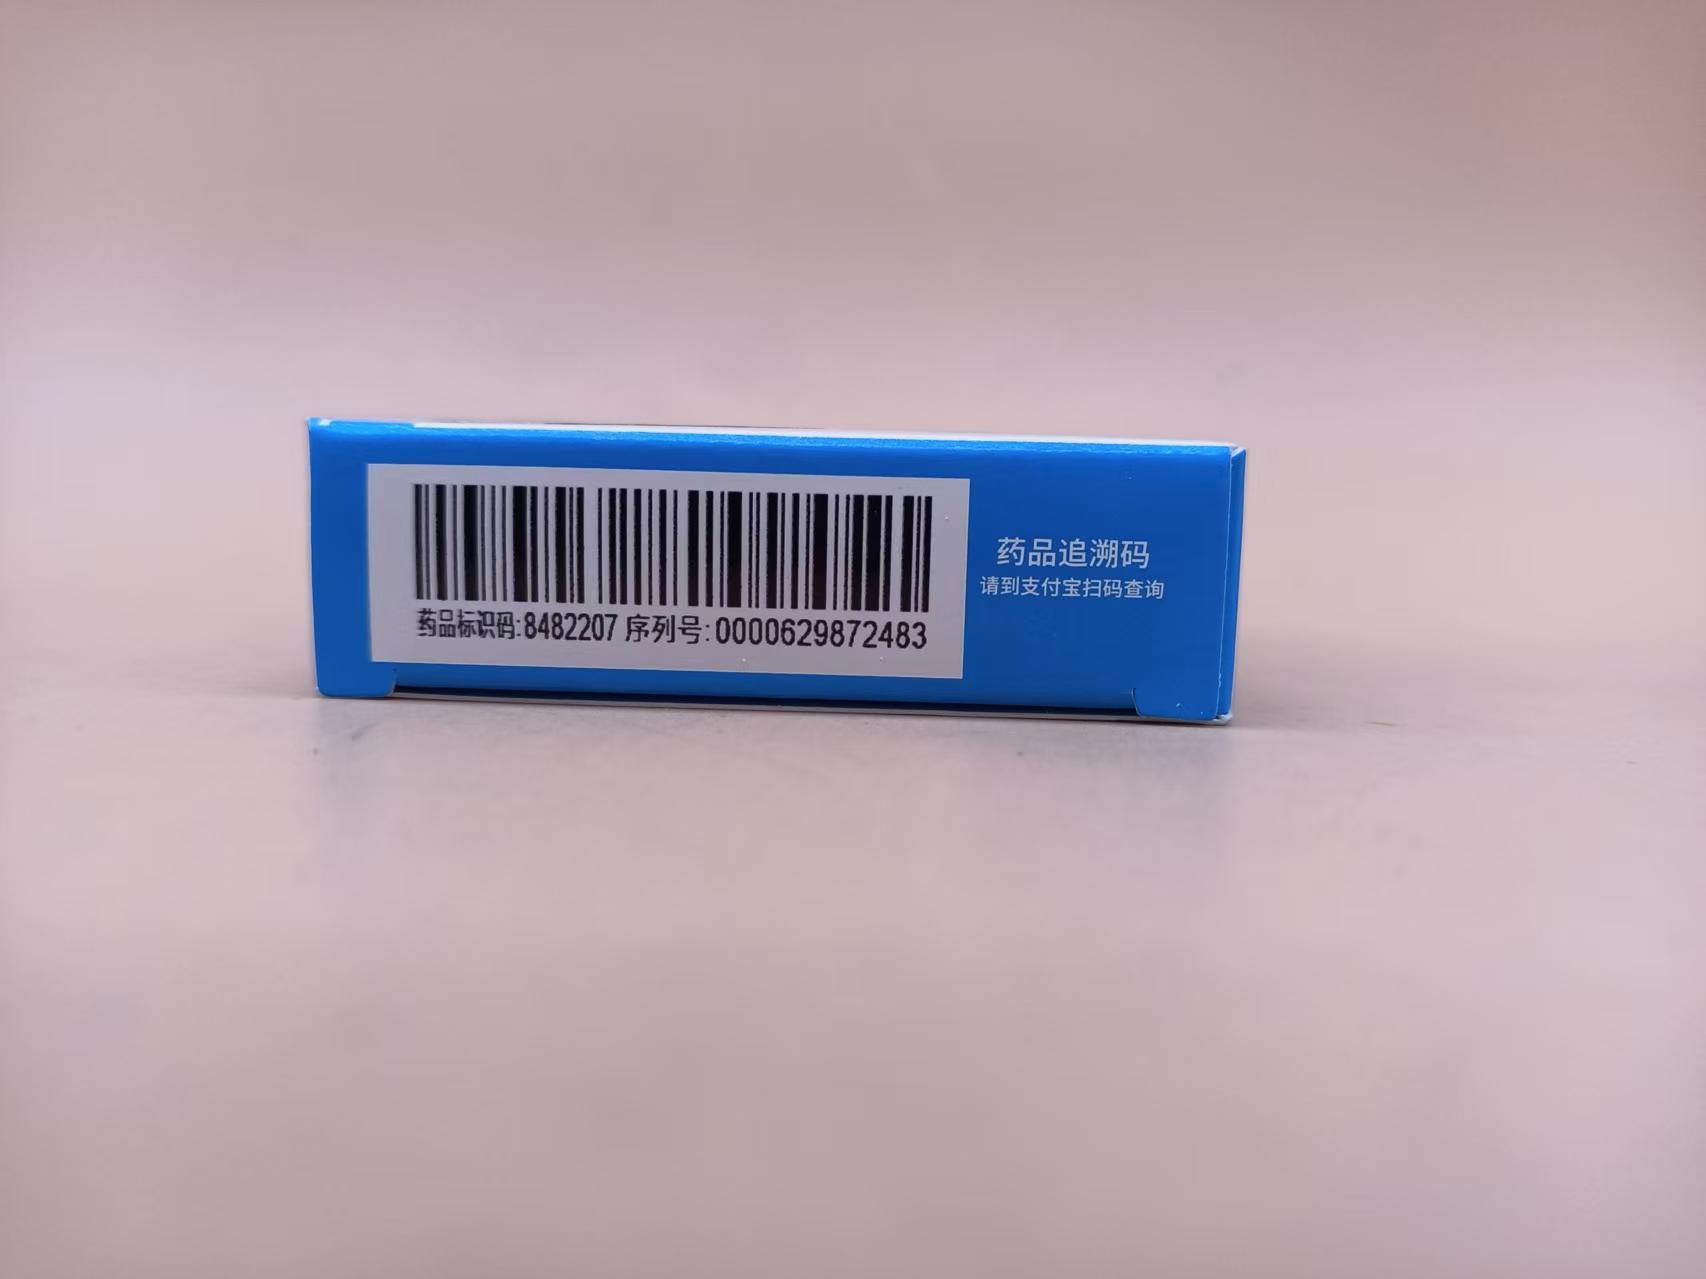 药品标识码:8482207 序列号:0000629872483
药品追溯码
请到支付宝扫码查询